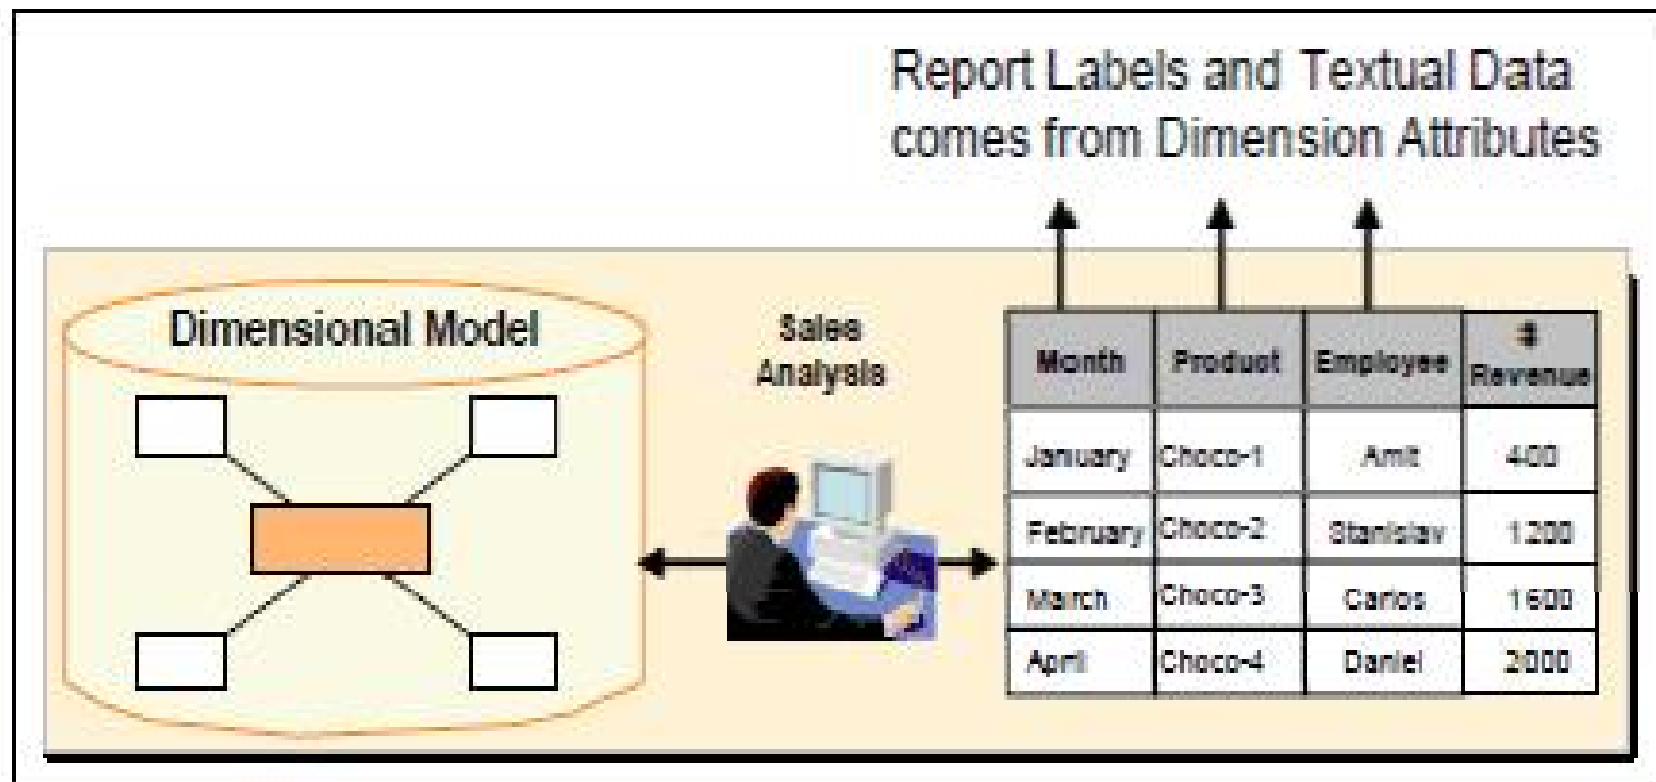 Report Labels and Textual Data
comes from Dimension Attributes
Dimensional Model
Sales
Analysis
Month Product Employee $ Revenue
January Choco-1 Amit 400
February Choco-2 Stanislav 1200
March Choco-3 Carlos 1600
April Choco-4 Daniel 2000